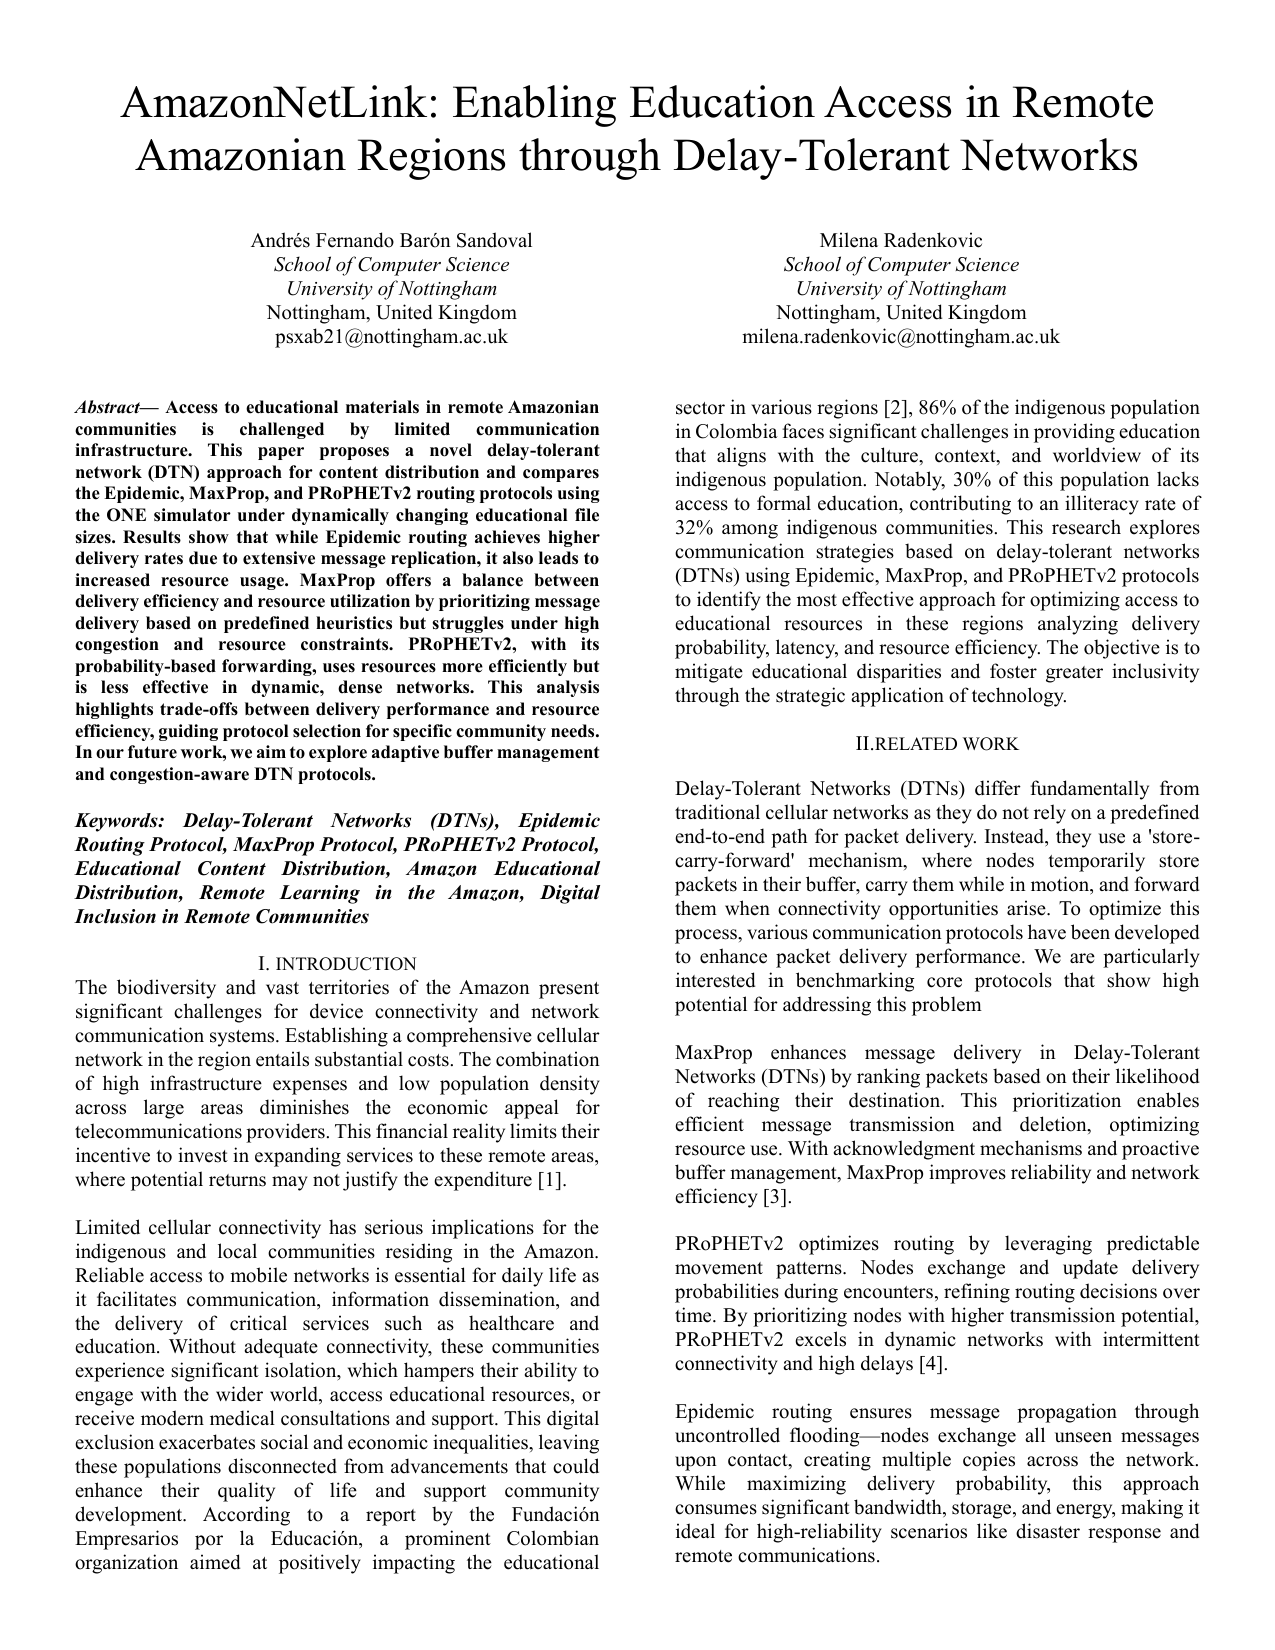 AmazonNetLink: Enabling Education Access in Remote
Amazonian Regions through Delay-Tolerant Networks
Andrés Fernando Barón Sandoval
School of Computer Science
University of Nottingham
Nottingham, United Kingdom
psxab21@nottingham.ac.uk
Milena Radenkovic
School of Computer Science
University of Nottingham
Nottingham, United Kingdom
milena.radenkovic@nottingham.ac.uk
Abstract— Access to educational materials in remote Amazonian
communities is challenged by limited communication
infrastructure. This paper proposes a novel delay-tolerant
network (DTN) approach for content distribution and compares
the Epidemic, MaxProp, and PRoPHETv2 routing protocols using
the ONE simulator under dynamically changing educational file
sizes. Results show that while Epidemic routing achieves higher
delivery rates due to extensive message replication, it also leads to
increased resource usage. MaxProp offers a balance between
delivery efficiency and resource utilization by prioritizing message
delivery based on predefined heuristics but struggles under high
congestion and resource constraints. PRoPHETv2, with its
probability-based forwarding, uses resources more efficiently but
is less effective in dynamic, dense networks. This analysis
highlights trade-offs between delivery performance and resource
efficiency, guiding protocol selection for specific community needs.
In our future work, we aim to explore adaptive buffer management
and congestion-aware DTN protocols.
Keywords: Delay-Tolerant Networks (DTNs), Epidemic
Routing Protocol, MaxProp Protocol, PRoPHETv2 Protocol,
Educational Content Distribution, Amazon Educational
Distribution, Remote Learning in the Amazon, Digital
Inclusion in Remote Communities
I. INTRODUCTION
The biodiversity and vast territories of the Amazon present
significant challenges for device connectivity and network
communication systems. Establishing a comprehensive cellular
network in the region entails substantial costs. The combination
of high infrastructure expenses and low population density
across large areas diminishes the economic appeal for
telecommunications providers. This financial reality limits their
incentive to invest in expanding services to these remote areas,
where potential returns may not justify the expenditure [1].
Limited cellular connectivity has serious implications for the
indigenous and local communities residing in the Amazon.
Reliable access to mobile networks is essential for daily life as
it facilitates communication, information dissemination, and
the delivery of critical services such as healthcare and
education. Without adequate connectivity, these communities
experience significant isolation, which hampers their ability to
engage with the wider world, access educational resources, or
receive modern medical consultations and support. This digital
exclusion exacerbates social and economic inequalities, leaving
these populations disconnected from advancements that could
enhance their quality of life and support community
development. According to a report by the Fundación
Empresarios por la Educación, a prominent Colombian
organization aimed at positively impacting the educational
sector in various regions [2], 86% of the indigenous population
in Colombia faces significant challenges in providing education
that aligns with the culture, context, and worldview of its
indigenous population. Notably, 30% of this population lacks
access to formal education, contributing to an illiteracy rate of
32% among indigenous communities. This research explores
communication strategies based on delay-tolerant networks
(DTNs) using Epidemic, MaxProp, and PRoPHETv2 protocols
to identify the most effective approach for optimizing access to
educational resources in these regions analyzing delivery
probability, latency, and resource efficiency. The objective is to
mitigate educational disparities and foster greater inclusivity
through the strategic application of technology.
II.RELATED WORK
Delay-Tolerant Networks (DTNs) differ fundamentally from
traditional cellular networks as they do not rely on a predefined
end-to-end path for packet delivery. Instead, they use a 'store-
carry-forward' mechanism, where nodes temporarily store
packets in their buffer, carry them while in motion, and forward
them when connectivity opportunities arise. To optimize this
process, various communication protocols have been developed
to enhance packet delivery performance. We are particularly
interested in benchmarking core protocols that show high
potential for addressing this problem
MaxProp enhances message delivery in Delay-Tolerant
Networks (DTNs) by ranking packets based on their likelihood
of reaching their destination. This prioritization enables
efficient message transmission and deletion, optimizing
resource use. With acknowledgment mechanisms and proactive
buffer management, MaxProp improves reliability and network
efficiency [3].
PRoPHETv2 optimizes routing by leveraging predictable
movement patterns. Nodes exchange and update delivery
probabilities during encounters, refining routing decisions over
time. By prioritizing nodes with higher transmission potential,
PRoPHETv2 excels in dynamic networks with intermittent
connectivity and high delays [4].
Epidemic routing ensures message propagation through
uncontrolled flooding—nodes exchange all unseen messages
upon contact, creating multiple copies across the network.
While maximizing delivery probability, this approach
consumes significant bandwidth, storage, and energy, making it
ideal for high-reliability scenarios like disaster response and
remote communications.